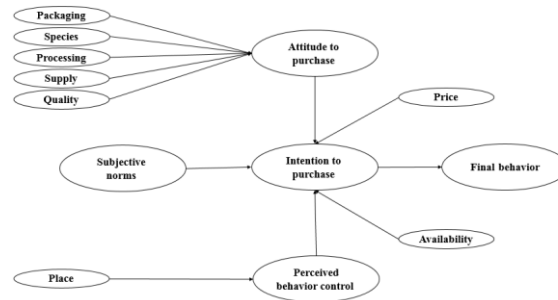 Packaging
Species
Processing
Supply
Quality
Attitude to
purchase
Price
Subjective
norms
Intention to
purchase
Final behavior
Availability
Place
Perceived
behavior control